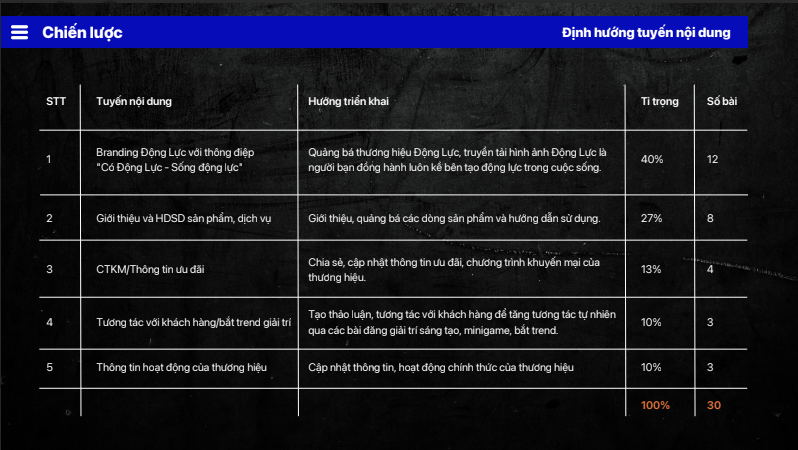 Chiến lược
Định hướng tuyến nội dung
STT Tuyến nội dung Hướng triển khai Tỉ trọng Số bài
1 Branding Động Lực với thông điệp "Có Động Lực - Sống động lực" Quảng bá thương hiệu Động Lực, truyền tải hình ảnh Động Lực là người bạn đồng hành luôn kề bên tạo động lực trong cuộc sống. 40% 12
2 Giới thiệu và HDSD sản phẩm, dịch vụ Giới thiệu, quảng bá các dòng sản phẩm và hướng dẫn sử dụng. 27% 8
3 CTKM/Thông tin ưu đãi Chia sẻ, cập nhật thông tin ưu đãi, chương trình khuyến mại của thương hiệu. 13% 4
4 Tương tác với khách hàng/bắt trend giải trí Tạo thảo luận, tương tác với khách hàng để tăng tương tác tự nhiên qua các bài đăng giải trí sáng tạo, minigame, bắt trend. 10% 3
5 Thông tin hoạt động của thương hiệu Cập nhật thông tin, hoạt động chính thức của thương hiệu 10% 3
100% 30